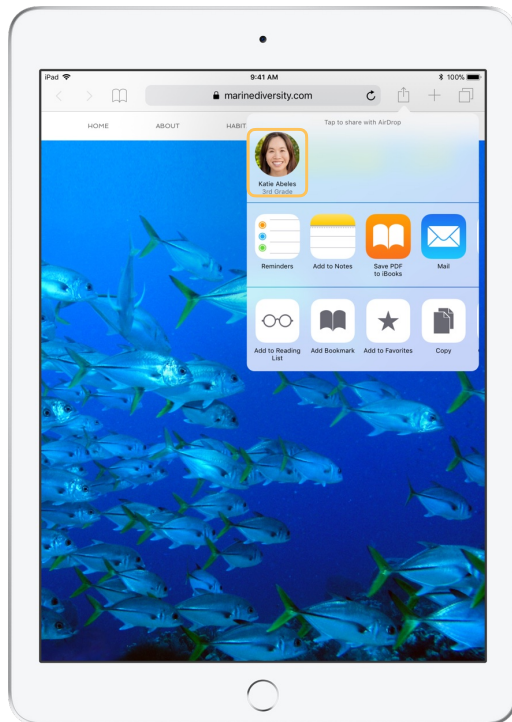 iPad 9:41 AM 100%
marinediversity.com
HOME ABOUT HABIT
Tap to share with AirDrop
Katie Abeles
3rd Grade
Reminders Add to Notes Save PDF Mail
to iBooks
Add to Reading Add Bookmark Add to Favorites Copy
List